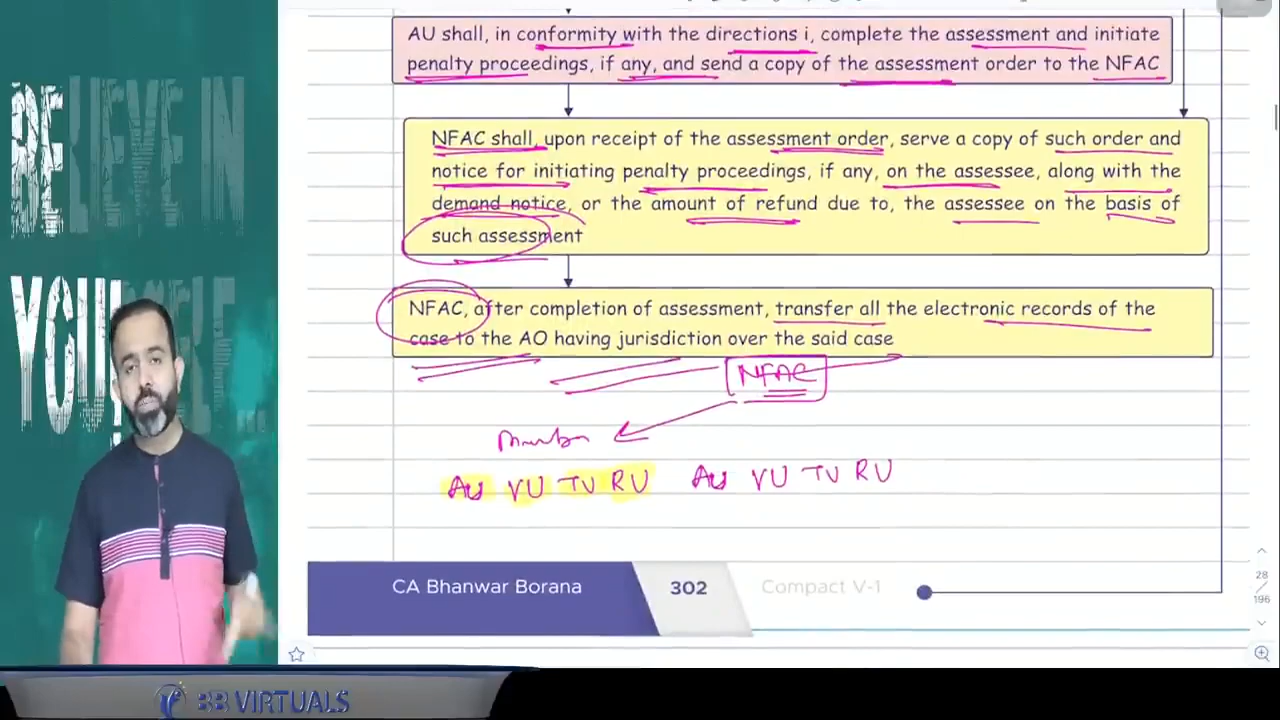 BELIEVE IN
AU shall, in conformity with the directions i, complete the assessment and initiate
penalty proceedings, if any, and send a copy of the assessment order to the NFAC
NFAC shall, upon receipt of the assessment order, serve a copy of such order and
notice for initiating penalty proceedings, if any, on the assessee, along with the
demand notice, or the amount of refund due to, the assessee on the basis of
such assessment
NFAC, after completion of assessment, transfer all the electronic records of the
case to the AO having jurisdiction over the said case
NFAC
AU VU TU RU AU VU TU RU
CA Bhanwar Borana 302 Compact V-1
28
/
196
BB VIRTUALS